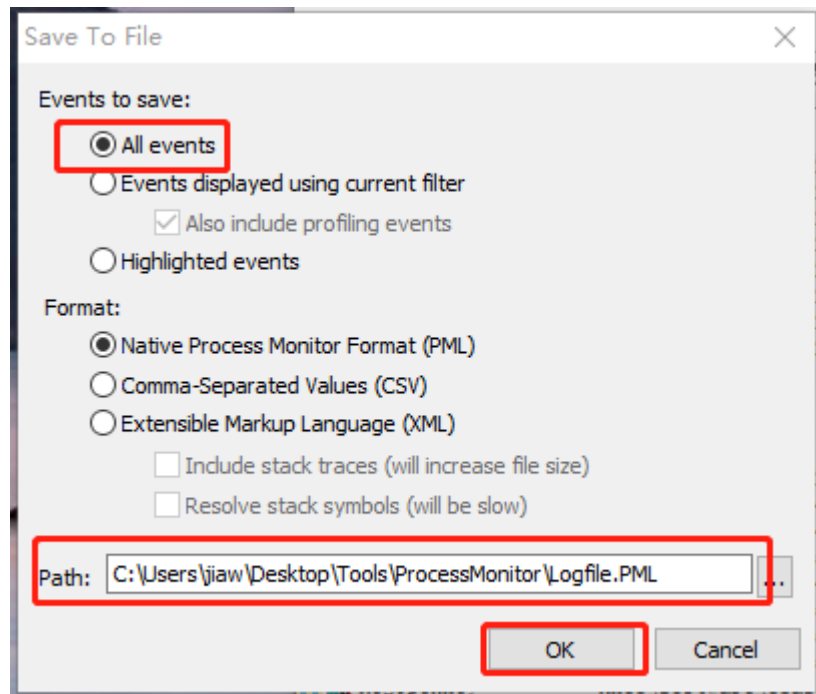 Save To File
Events to save:
All events
Events displayed using current filter
Also include profiling events
Highlighted events
Format:
Native Process Monitor Format (PML)
Comma-Separated Values (CSV)
Extensible Markup Language (XML)
Include stack traces (will increase file size)
Resolve stack symbols (will be slow)
Path: C:\Users\jiaw\Desktop\Tools\ProcessMonitor\Logfile.PML ...
OK Cancel